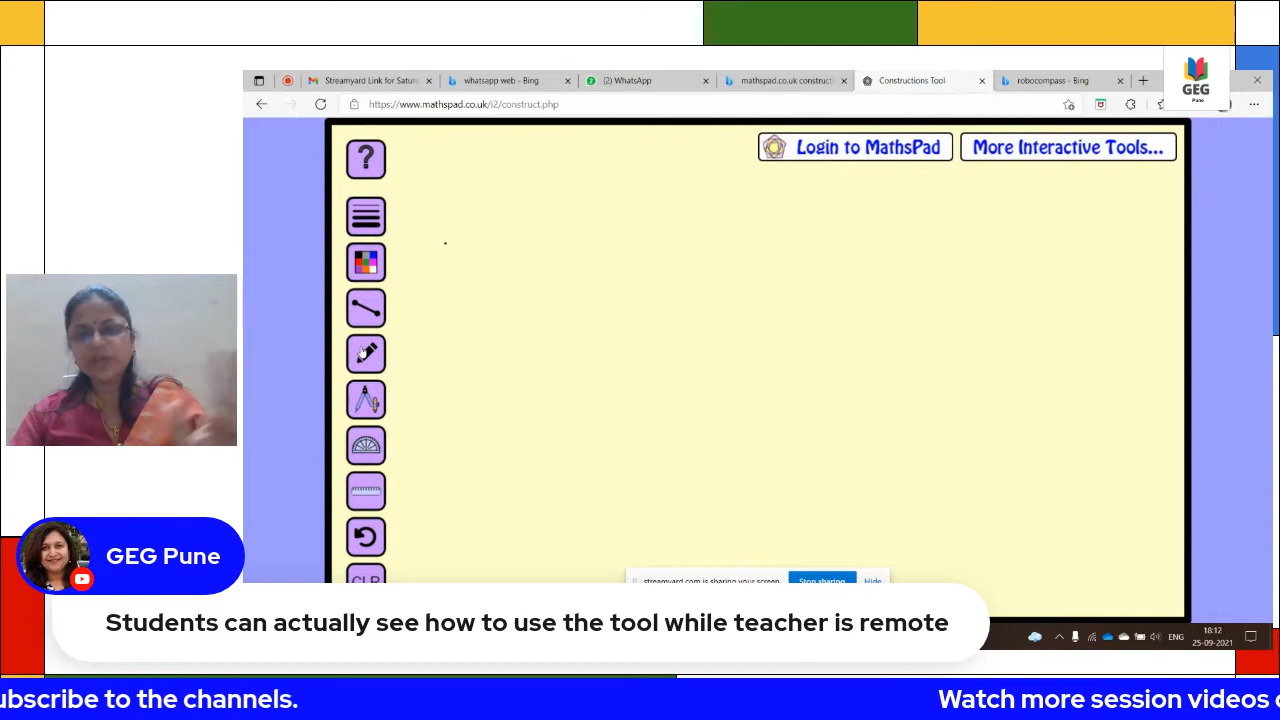 Streamyard Link for Satur
whatsapp web - Bing
(2) WhatsApp
mathspad.co.uk constructi
Constructions Tool
robocompass - Bing
GEG
Pune
https://www.mathspad.co.uk/i2/construct.php
?
Login to MathsPad
More Interactive Tools...
CLR
streamyard.com is sharing your screen.
Stop sharing
Hide
GEG Pune
Students can actually see how to use the tool while teacher is remote
ENG
18:12
25-09-2021
ubscribe to the channels.
Watch more session videos